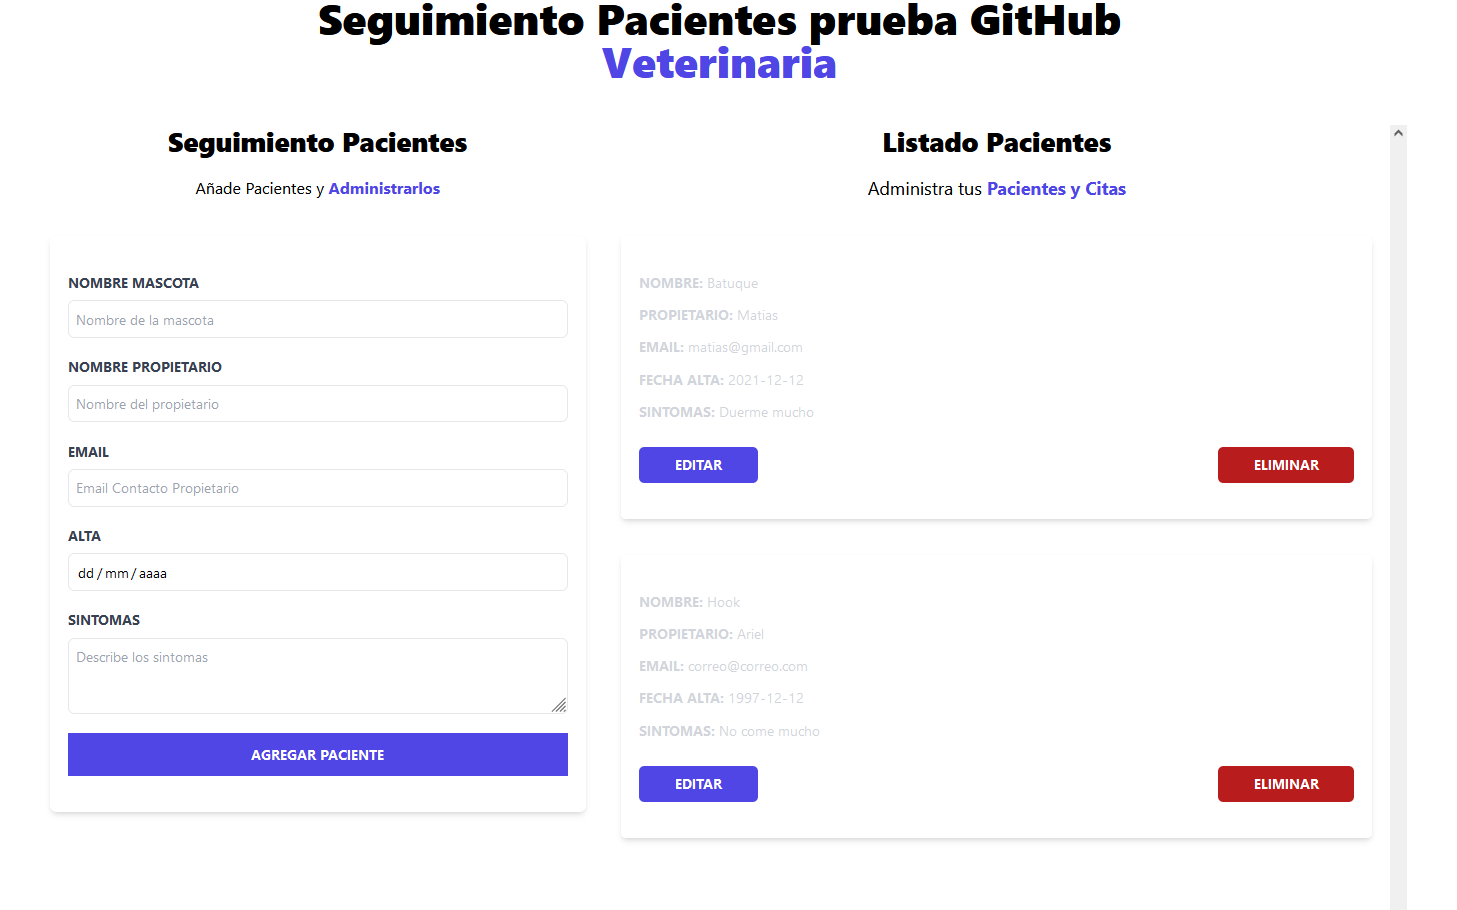 Seguimiento Pacientes prueba GitHub
Veterinaria
Seguimiento Pacientes
Añade Pacientes y Administrarlos
NOMBRE MASCOTA
Nombre de la mascota
NOMBRE PROPIETARIO
Nombre del propietario
EMAIL
Email Contacto Propietario
ALTA
dd / mm / aaaa
SINTOMAS
Describe los sintomas
AGREGAR PACIENTE
Listado Pacientes
Administra tus Pacientes y Citas
NOMBRE: Batuque
PROPIETARIO: Matias
EMAIL: matias@gmail.com
FECHA ALTA: 2021-12-12
SINTOMAS: Duerme mucho
EDITAR
ELIMINAR
NOMBRE: Hook
PROPIETARIO: Ariel
EMAIL: correo@correo.com
FECHA ALTA: 1997-12-12
SINTOMAS: No come mucho
EDITAR
ELIMINAR